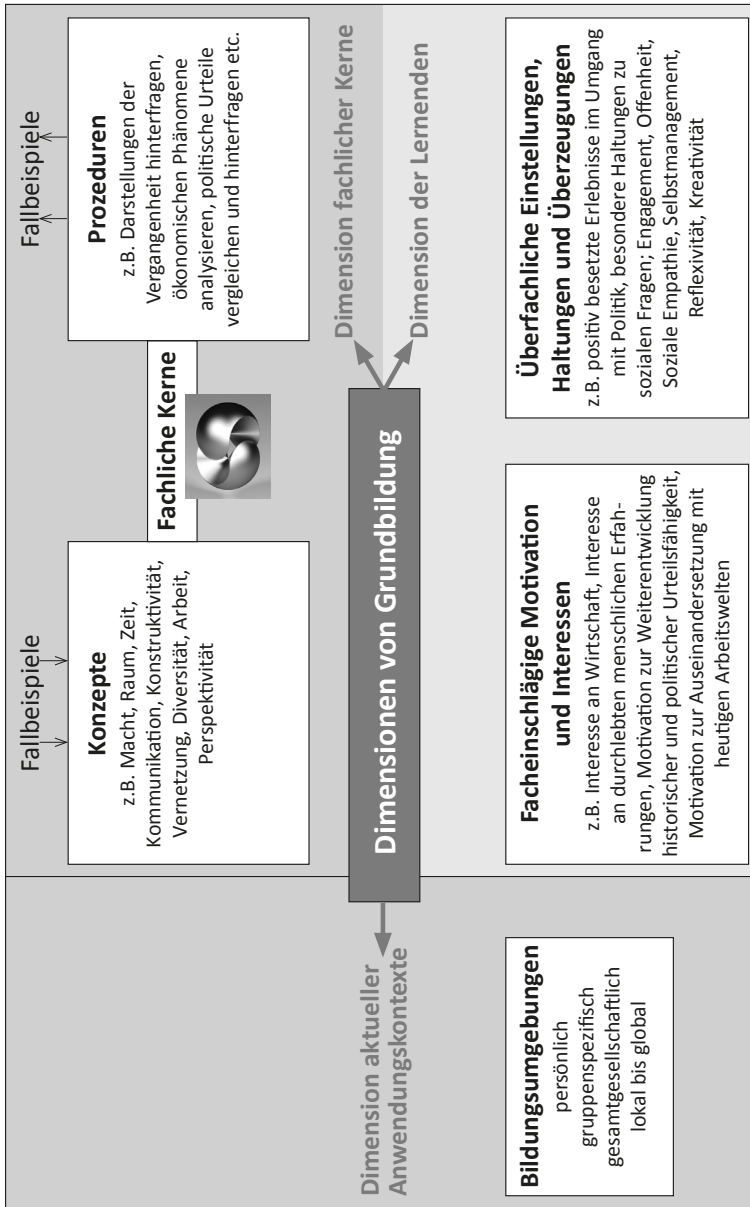 Fallbeispiele
Konzepte
z.B. Macht, Raum, Zeit,
Kommunikation, Konstruktivität,
Vernetzung, Diversität, Arbeit,
Perspektivität
Fachliche Kerne
Fallbeispiele
Prozeduren
z.B. Darstellungen der
Vergangenheit hinterfragen,
ökonomischen Phänomene
analysieren, politische Urteile
vergleichen und hinterfragen etc.
Dimension aktueller
Anwendungskontexte
Dimensionen von Grundbildung
Dimension fachlicher Kerne
Dimension der Lernenden
Bildungsumgebungen
persönlich
gruppenspezifisch
gesamtgesellschaftlich
lokal bis global
Facheinschlägige Motivation
und Interessen
z.B. Interesse an Wirtschaft, Interesse
an durchlebten menschlichen Erfah-
rungen, Motivation zur Weiterentwicklung
historischer und politischer Urteilsfähigkeit,
Motivation zur Auseinandersetzung mit
heutigen Arbeitswelten
Überfachliche Einstellungen,
Haltungen und Überzeugungen
z.B. positiv besetzte Erlebnisse im Umgang
mit Politik, besondere Haltungen zu
sozialen Fragen; Engagement, Offenheit,
Soziale Empathie, Selbstmanagement,
Reflexivität, Kreativität